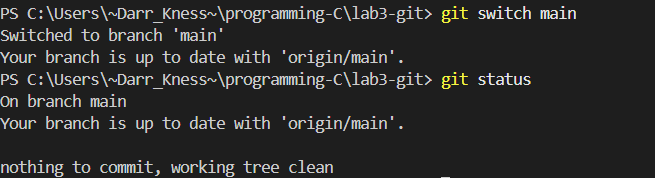 PS C:\Users\~Darr_Kness~\programming-C\lab3-git> git switch main
Switched to branch 'main'
Your branch is up to date with 'origin/main'.
PS C:\Users\~Darr_Kness~\programming-C\lab3-git> git status
On branch main
Your branch is up to date with 'origin/main'.

nothing to commit, working tree clean